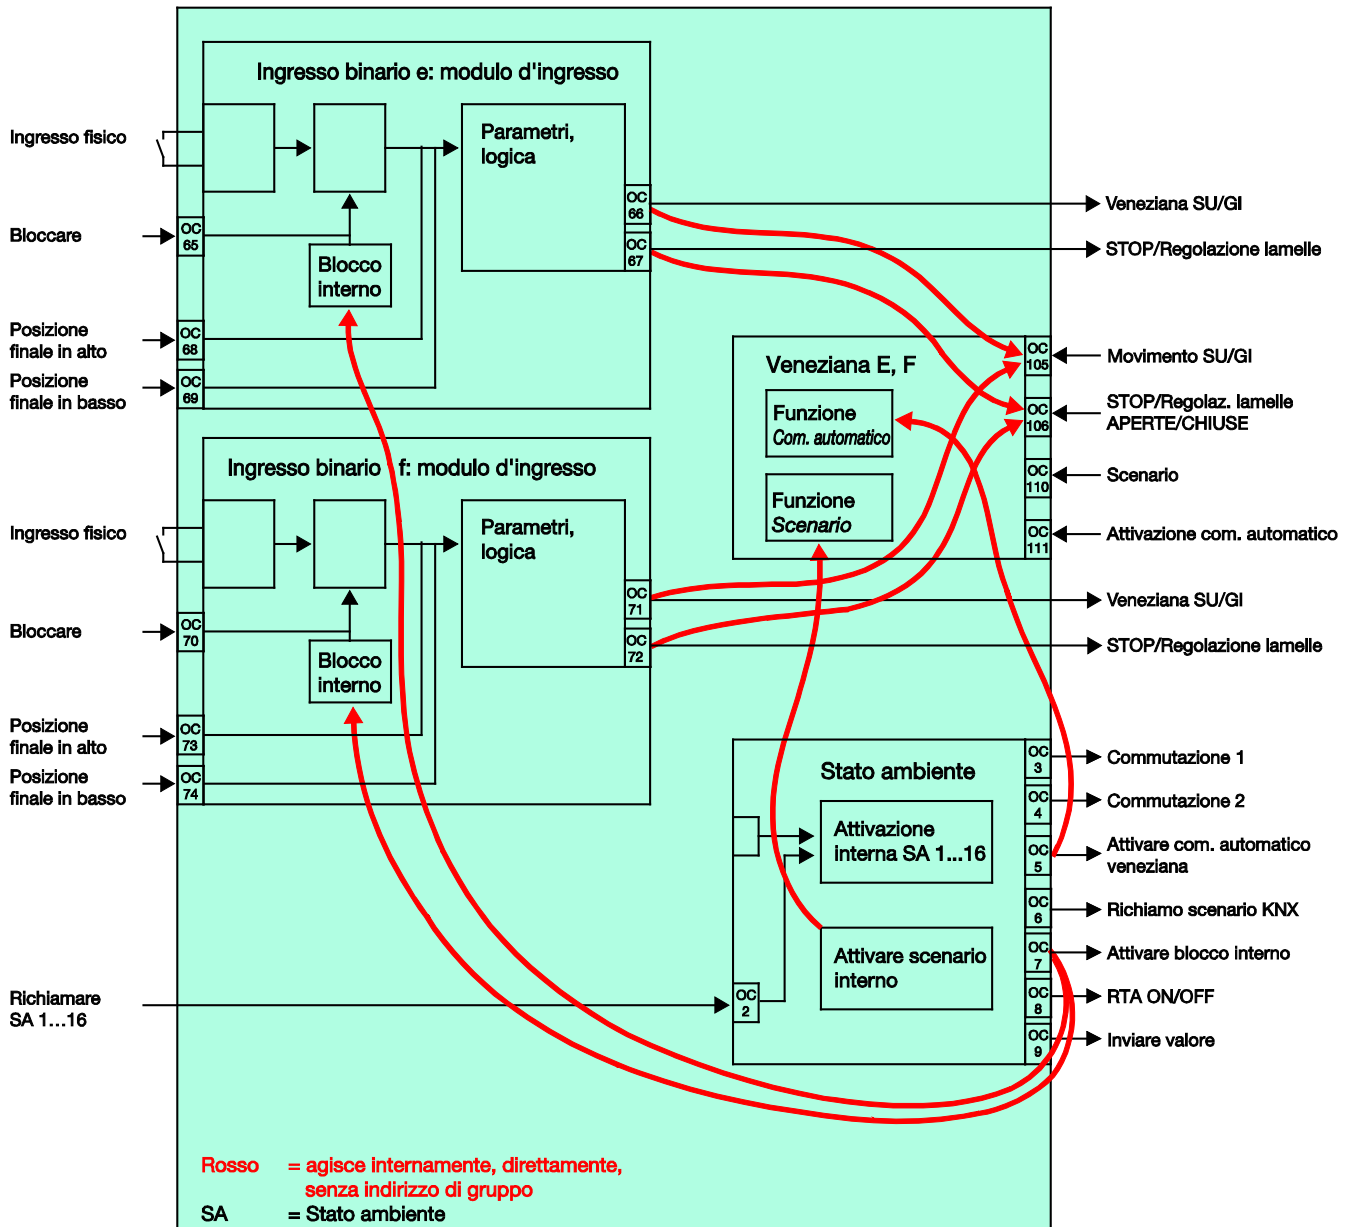 Ingresso binario e: modulo d'ingresso
Ingresso fisico
Parametri,
logica
OC
66
Veneziana SU/GI
Bloccare
OC
65
OC
67
STOP/Regolazione lamelle
Blocco
interno
Posizione
finale in alto
OC
68
Posizione
finale in basso
OC
69
Veneziana E, F
OC
105
Movimento SU/GI
Funzione
Com. automatico
OC
106
STOP/Regolaz. lamelle
APERTE/CHIUSE
OC
110
Scenario
Funzione
Scenario
OC
111
Attivazione com. automatico
Ingresso binario f: modulo d'ingresso
Ingresso fisico
Parametri,
logica
OC
71
Veneziana SU/GI
Bloccare
OC
70
OC
72
STOP/Regolazione lamelle
Blocco
interno
Posizione
finale in alto
OC
73
Posizione
finale in basso
OC
74
Stato ambiente
OC
3
Commutazione 1
OC
4
Commutazione 2
Attivazione
interna SA 1...16
OC
5
Attivare com. automatico
veneziana
OC
6
Richiamo scenario KNX
Attivare scenario
interno
OC
7
Attivare blocco interno
Richiamare
SA 1...16
OC
2
OC
8
RTA ON/OFF
OC
9
Inviare valore
Rosso = agisce internamente, direttamente,
senza indirizzo di gruppo
SA = Stato ambiente